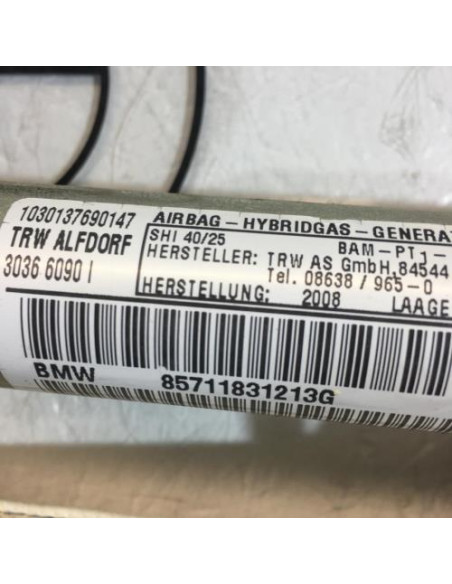 1030137690147
TRW ALFDORF
3036 6090 I
AIRBAG-HYBRIDGAS-GENERAT
SHI 40/25 BAM-PTJ-
HERSTELLER: TRW AS GmbH, 84544
Tel. 08638 / 965-0
HERSTELLUNG: 2008 LAAGE
BMW 85711831213G